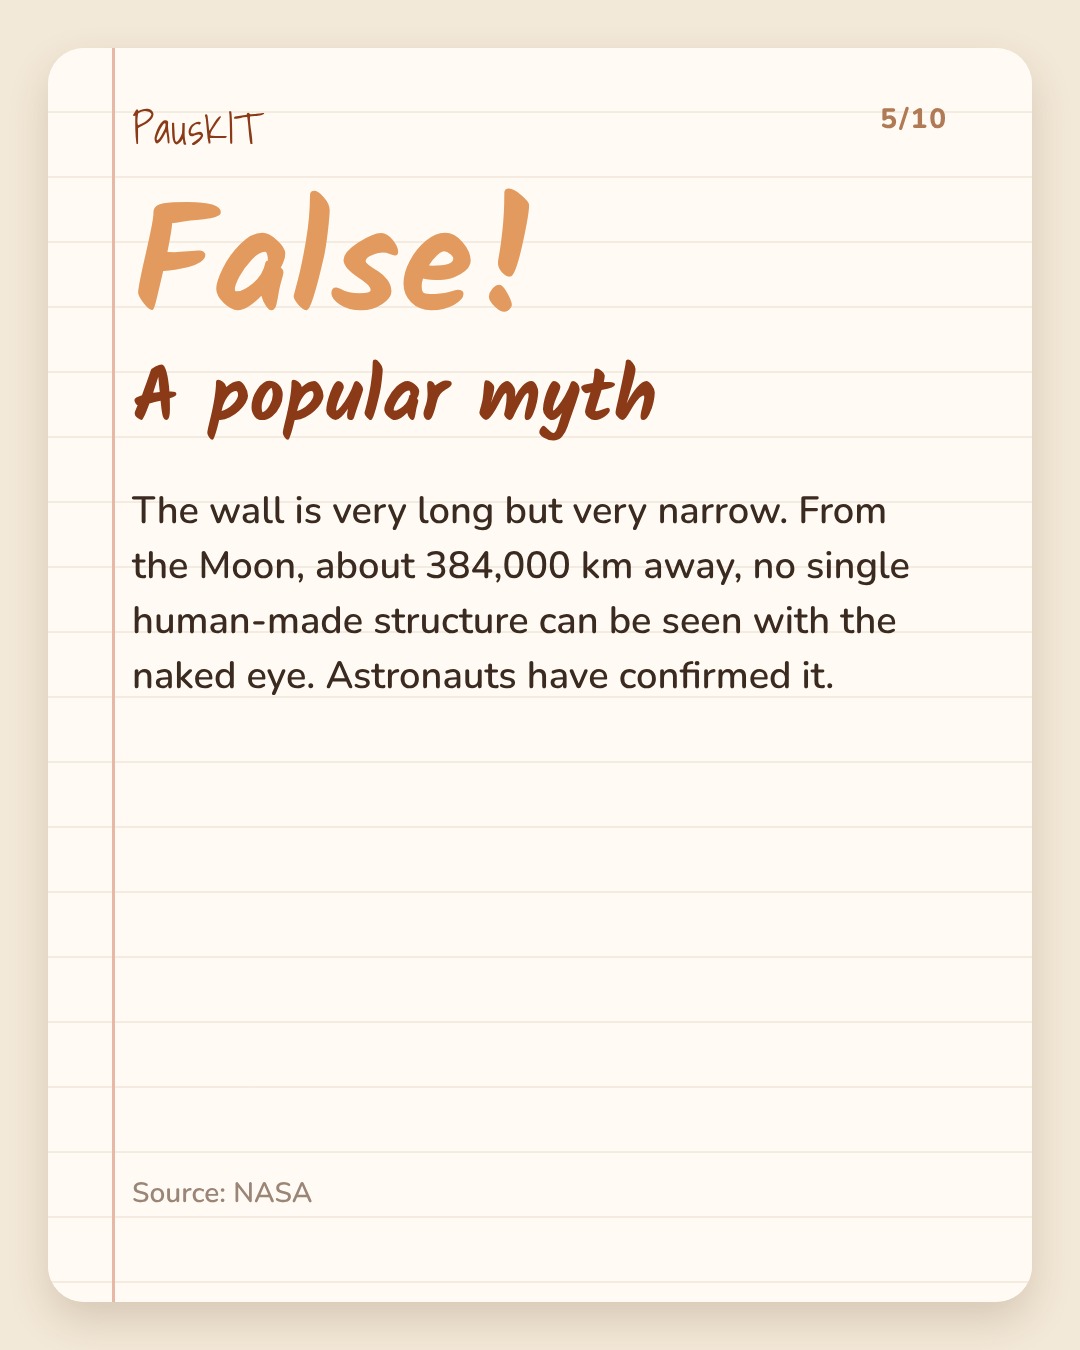 PausKIT
5/10
False!
A popular myth
The wall is very long but very narrow. From
the Moon, about 384,000 km away, no single
human-made structure can be seen with the
naked eye. Astronauts have confirmed it.
Source: NASA